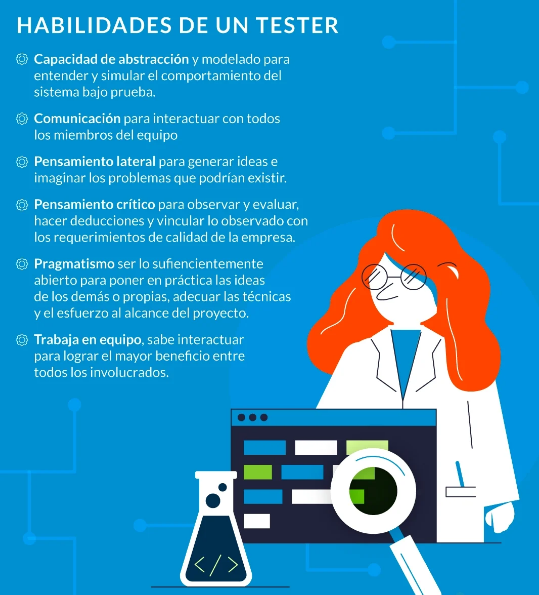 HABILIDADES DE UN TESTER
Capacidad de abstracción y modelado para
entender y simular el comportamiento del
sistema bajo prueba.
Comunicación para interactuar con todos
los miembros del equipo
Pensamiento lateral para generar ideas e
imaginar los problemas que podrían existir.
Pensamiento crítico para observar y evaluar,
hacer deducciones y vincular lo observado con
los requerimientos de calidad de la empresa.
Pragmatismo ser lo sufiencientemente
abierto para poner en práctica las ideas
de los demás o propias, adecuar las técnicas
y el esfuerzo al alcance del proyecto.
Trabaja en equipo, sabe interactuar
para lograr el mayor beneficio entre
todos los involucrados.
</>